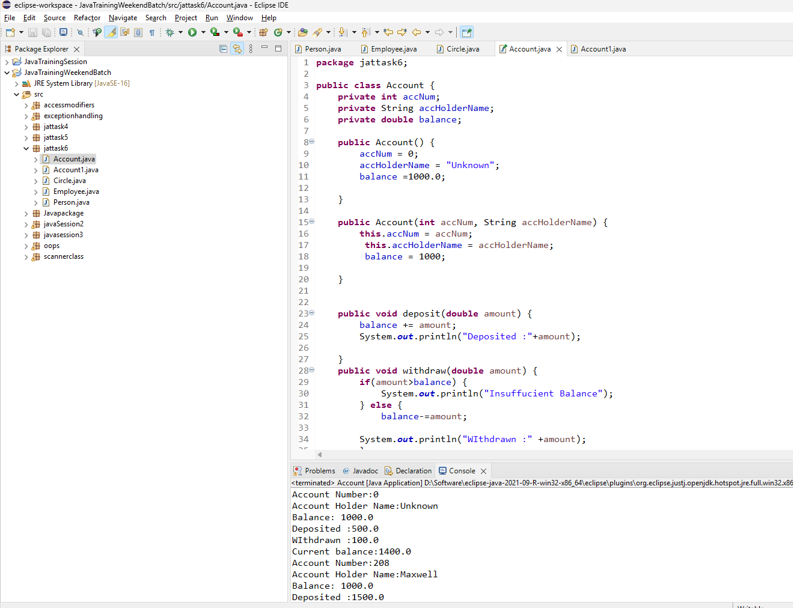 eclipse-workspace - JavaTrainingWeekendBatch/src/jattask6/Account.java - Eclipse IDE
File Edit Source Refactor Navigate Search Project Run Window Help
Package Explorer
JavaTrainingSession
JavaTrainingWeekendBatch
JRE System Library [JavaSE-16]
src
accessmodifiers
exceptionhandling
jattask4
jattask5
jattask6
Account.java
Account1.java
Circle.java
Employee.java
Person.java
Javapackage
javaSession2
javasession3
oops
scannerclass
Person.java Employee.java Circle.java Account.java Account1.java
1 package jattask6;
2
3 public class Account {
4 private int accNum;
5 private String accHolderName;
6 private double balance;
7
8 public Account() {
9 accNum = 0;
10 accHolderName = "Unknown";
11 balance =1000.0;
12
13 }
14
15 public Account(int accNum, String accHolderName) {
16 this.accNum = accNum;
17 this.accHolderName = accHolderName;
18 balance = 1000;
19
20 }
21
22
23 public void deposit(double amount) {
24 balance += amount;
25 System.out.println("Deposited :"+amount);
26
27 }
28 public void withdraw(double amount) {
29 if(amount>balance) {
30 System.out.println("Insuffucient Balance");
31 } else {
32 balance-=amount;
33
34 System.out.println("WIthdrawn :" +amount);
Problems Javadoc Declaration Console
<terminated> Account [Java Application] D:\Software\eclipse-java-2021-09-R-win32-x86_64\eclipse\plugins\org.eclipse.justj.openjdk.hotspot.jre.full.win32.x86
Account Number:0
Account Holder Name:Unknown
Balance: 1000.0
Deposited :500.0
WIthdrawn :100.0
Current balance:1400.0
Account Number:208
Account Holder Name:Maxwell
Balance: 1000.0
Deposited :1500.0